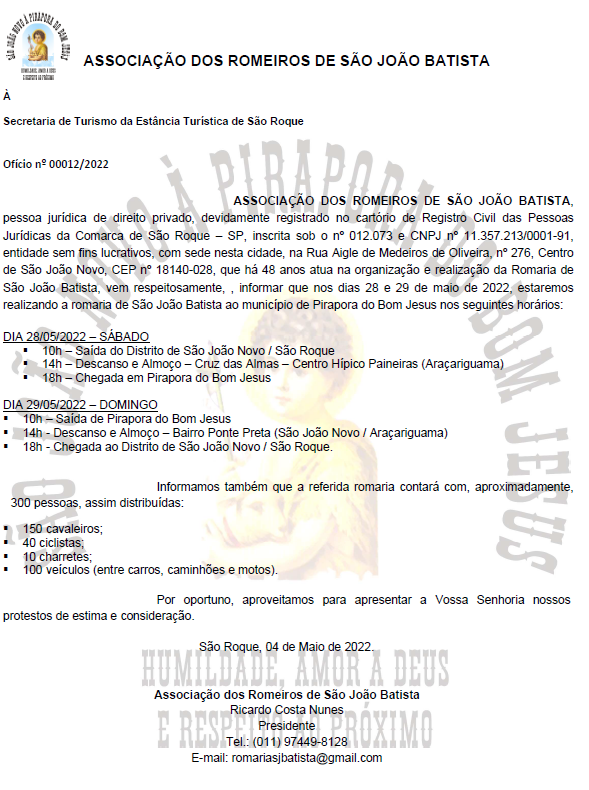 SÃO JOÃO NOVO À PIRAPORA DO BOM JESUS
HUMILDADE, AMOR A DEUS
E RESPEITO AO PRÓXIMO
ASSOCIAÇÃO DOS ROMEIROS DE SÃO JOÃO BATISTA
À
Secretaria de Turismo da Estância Turística de São Roque
Ofício nº 00012/2022
ASSOCIAÇÃO DOS ROMEIROS DE SÃO JOÃO BATISTA,
pessoa jurídica de direito privado, devidamente registrado no cartório de Registro Civil das Pessoas
Jurídicas da Comarca de São Roque – SP, inscrita sob o nº 012.073 e CNPJ nº 11.357.213/0001-91,
entidade sem fins lucrativos, com sede nesta cidade, na Rua Aigle de Medeiros de Oliveira, nº 276, Centro
de São João Novo, CEP nº 18140-028, que há 48 anos atua na organização e realização da Romaria de
São João Batista, vem respeitosamente, , informar que nos dias 28 e 29 de maio de 2022, estaremos
realizando a romaria de São João Batista ao município de Pirapora do Bom Jesus nos seguintes horários:
DIA 28/05/2022 – SÁBADO
▪ 10h – Saída do Distrito de São João Novo / São Roque
▪ 14h – Descanso e Almoço – Cruz das Almas – Centro Hípico Paineiras (Araçariguama)
▪ 18h – Chegada em Pirapora do Bom Jesus
DIA 29/05/2022 – DOMINGO
▪ 10h – Saída de Pirapora do Bom Jesus
▪ 14h - Descanso e Almoço – Bairro Ponte Preta (São João Novo / Araçariguama)
▪ 18h - Chegada ao Distrito de São João Novo / São Roque.
Informamos também que a referida romaria contará com, aproximadamente,
300 pessoas, assim distribuídas:
▪ 150 cavaleiros;
▪ 40 ciclistas;
▪ 10 charretes;
▪ 100 veículos (entre carros, caminhões e motos).
Por oportuno, aproveitamos para apresentar a Vossa Senhoria nossos
protestos de estima e consideração.
São Roque, 04 de Maio de 2022.
Associação dos Romeiros de São João Batista
Ricardo Costa Nunes
Presidente
Tel.: (011) 97449-8128
E-mail: romariasjbatista@gmail.com
SÃO JOÃO NOVO À PIRAPORA DO BOM JESUS
HUMILDADE, AMOR A DEUS
E RESPEITO AO PRÓXIMO